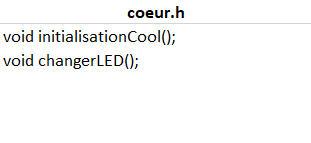 coeur.h
void initialisationCool();
void changerLED();